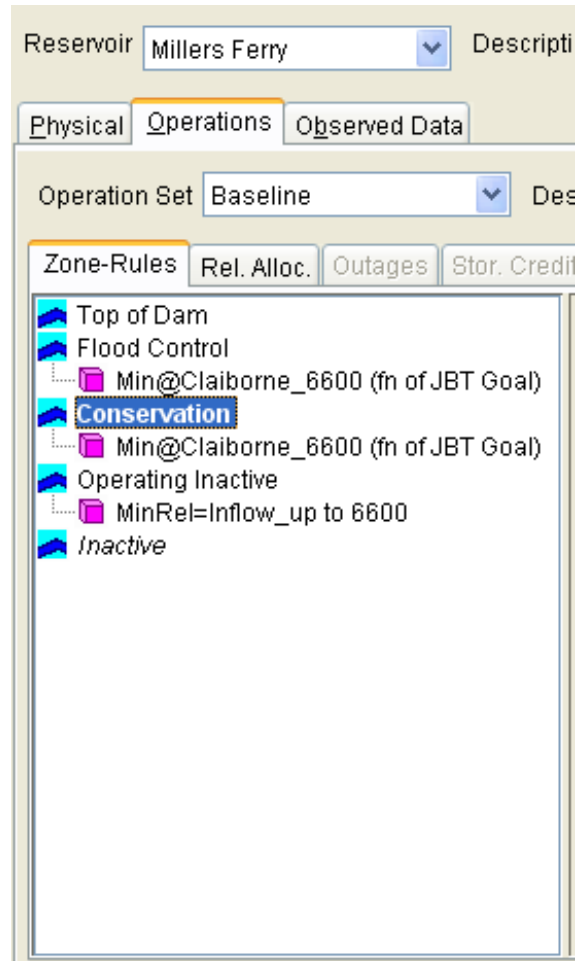 Reservoir Millers Ferry Descripti
Physical Operations Observed Data
Operation Set Baseline Des
Zone-Rules Rel. Alloc. Outages Stor. Credit
Top of Dam
Flood Control
Min@Claiborne_6600 (fn of JBT Goal)
Conservation
Min@Claiborne_6600 (fn of JBT Goal)
Operating Inactive
MinRel=Inflow_up to 6600
Inactive